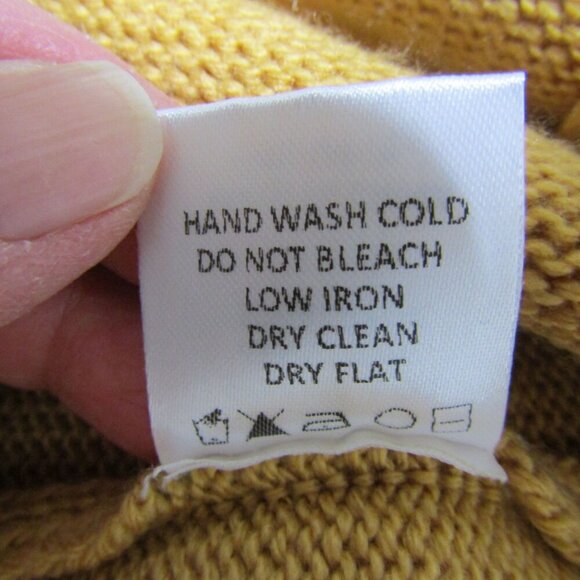 HAND WASH COLD
DO NOT BLEACH
LOW IRON
DRY CLEAN
DRY FLAT